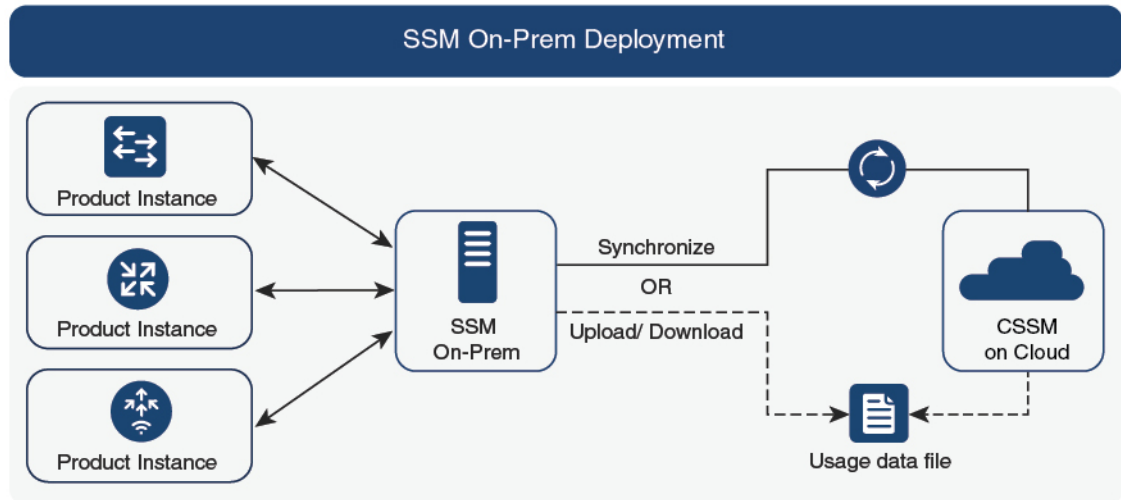 SSM On-Prem Deployment
Product Instance
Product Instance
Product Instance
SSM
On-Prem
Synchronize
OR
Upload/ Download
CSSM
on Cloud
Usage data file